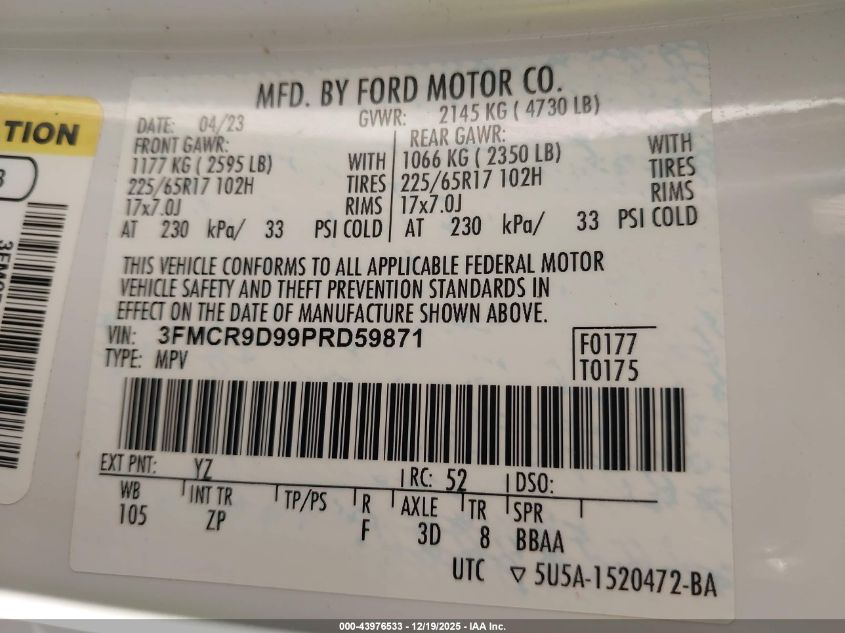 MFD. BY FORD MOTOR CO.
DATE: 04/23 GVWR: 2145 KG ( 4730 LB)
FRONT GAWR: REAR GAWR:
1177 KG ( 2595 LB) WITH 1066 KG ( 2350 LB) WITH
225/65R17 102H TIRES 225/65R17 102H TIRES
17x7.0J RIMS 17x7.0J RIMS
AT 230 kPa/ 33 PSI COLD AT 230 kPa/ 33 PSI COLD
THIS VEHICLE CONFORMS TO ALL APPLICABLE FEDERAL MOTOR
VEHICLE SAFETY AND THEFT PREVENTION STANDARDS IN
EFFECT ON THE DATE OF MANUFACTURE SHOWN ABOVE.
VIN: 3FMCR9D99PRD59871
TYPE: MPV
F0177
T0175
EXT PNT: YZ RC: 52 DSO:
WB INT TR TP/PS R AXLE TR SPR
105 ZP F 3D 8 BBAA
UTC ▽ 5U5A-1520472-BA
TION
000-43976533 - 12/19/2025 - IAA Inc.